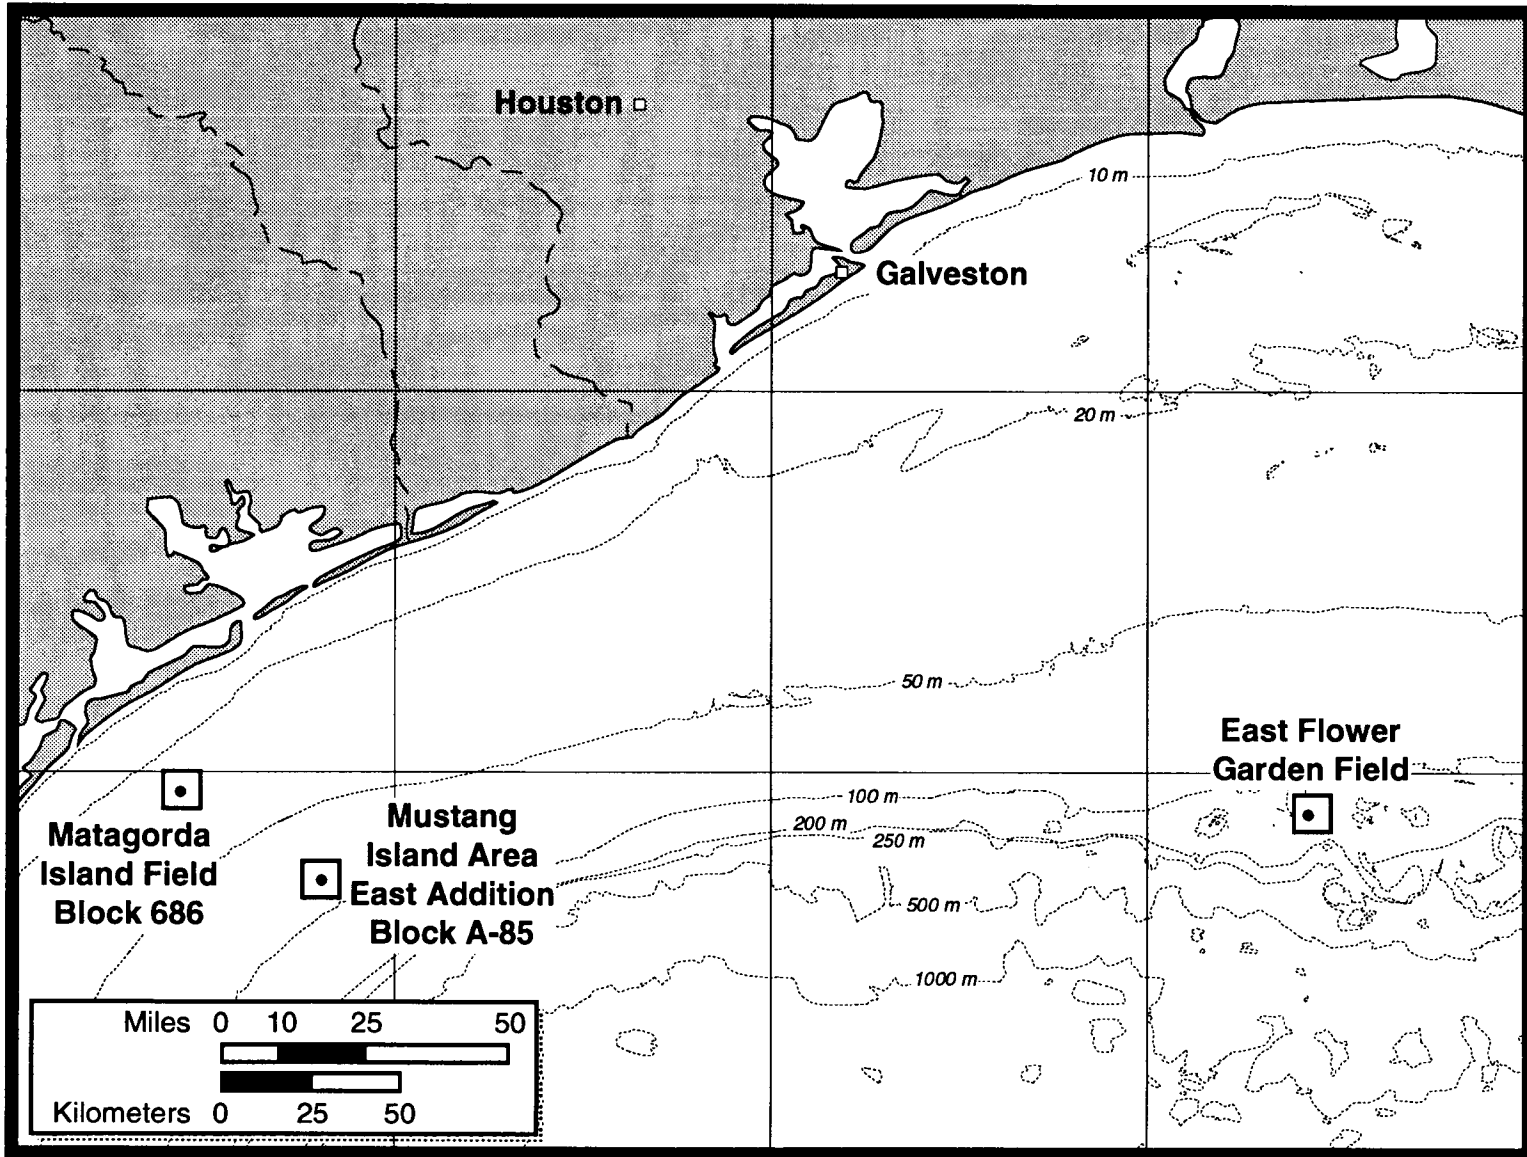 Houston
10 m
Galveston
20 m
50 m
East Flower
Garden Field
100 m
200 m
250 m
Matagorda
Island Field
Block 686
Mustang
Island Area
East Addition
Block A-85
500 m
1000 m
Miles 0 10 25 50
Kilometers 0 25 50